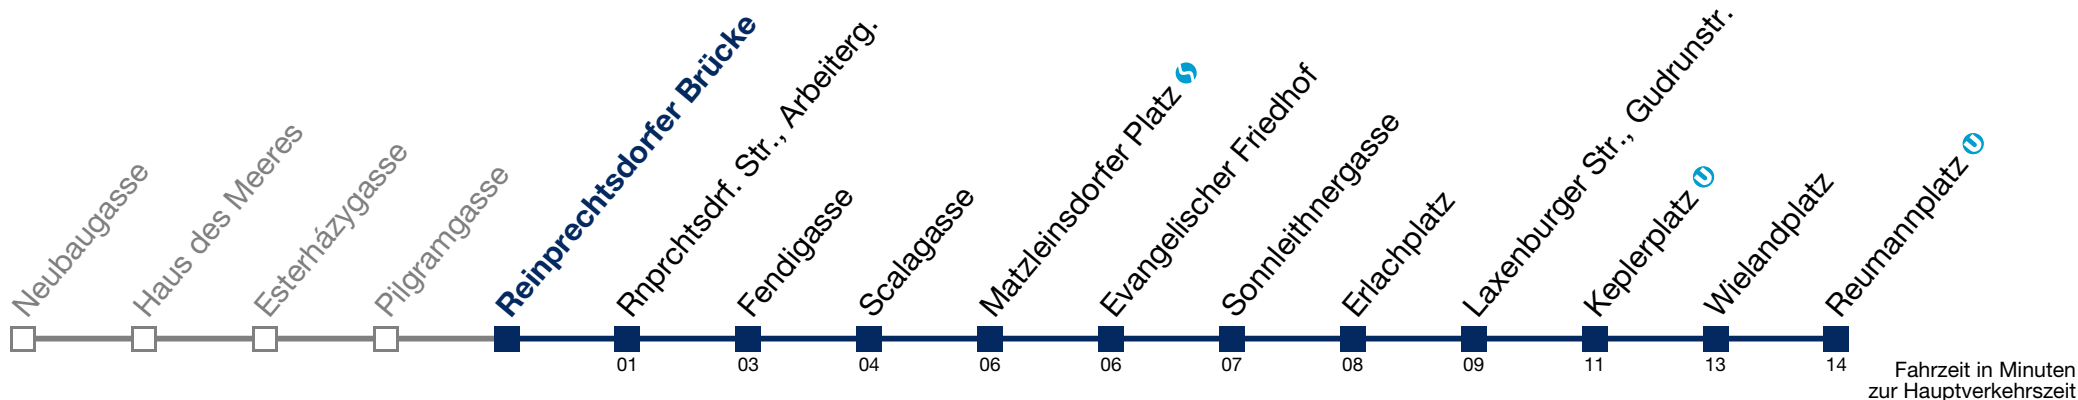 Neubaugasse
Haus des Meeres
Esterházygasse
Pilgramgasse
Reinprechtsdorfer Brücke
Rnprchtsdrf. Str., Arbeiterg.
Fendigasse
Scalagasse
Matzleinsdorfer Platz
Evangelischer Friedhof
Sonnleithnergasse
Erlachplatz
Laxenburger Str., Gudrunstr.
Keplerplatz
Wielandplatz
Reumannplatz
01 03 04 06 06 07 08 09 11 13 14
Fahrzeit in Minuten
zur Hauptverkehrszeit